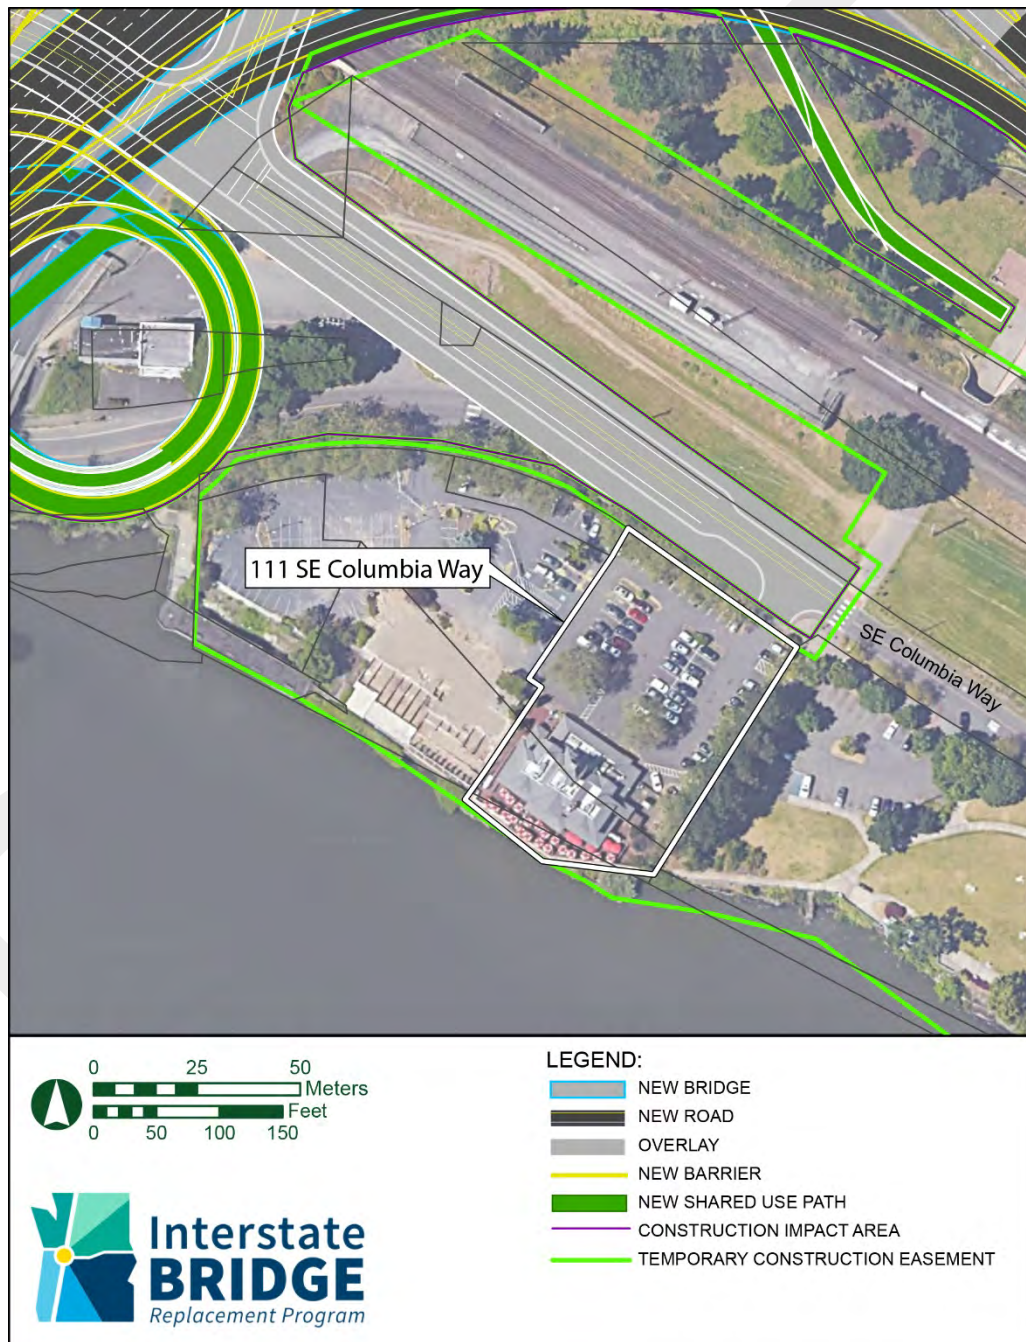 111 SE Columbia Way
SE Columbia Way
0 25 50
Meters
Feet
0 50 100 150
LEGEND:
NEW BRIDGE
NEW ROAD
OVERLAY
NEW BARRIER
NEW SHARED USE PATH
CONSTRUCTION IMPACT AREA
TEMPORARY CONSTRUCTION EASEMENT
Interstate
BRIDGE
Replacement Program